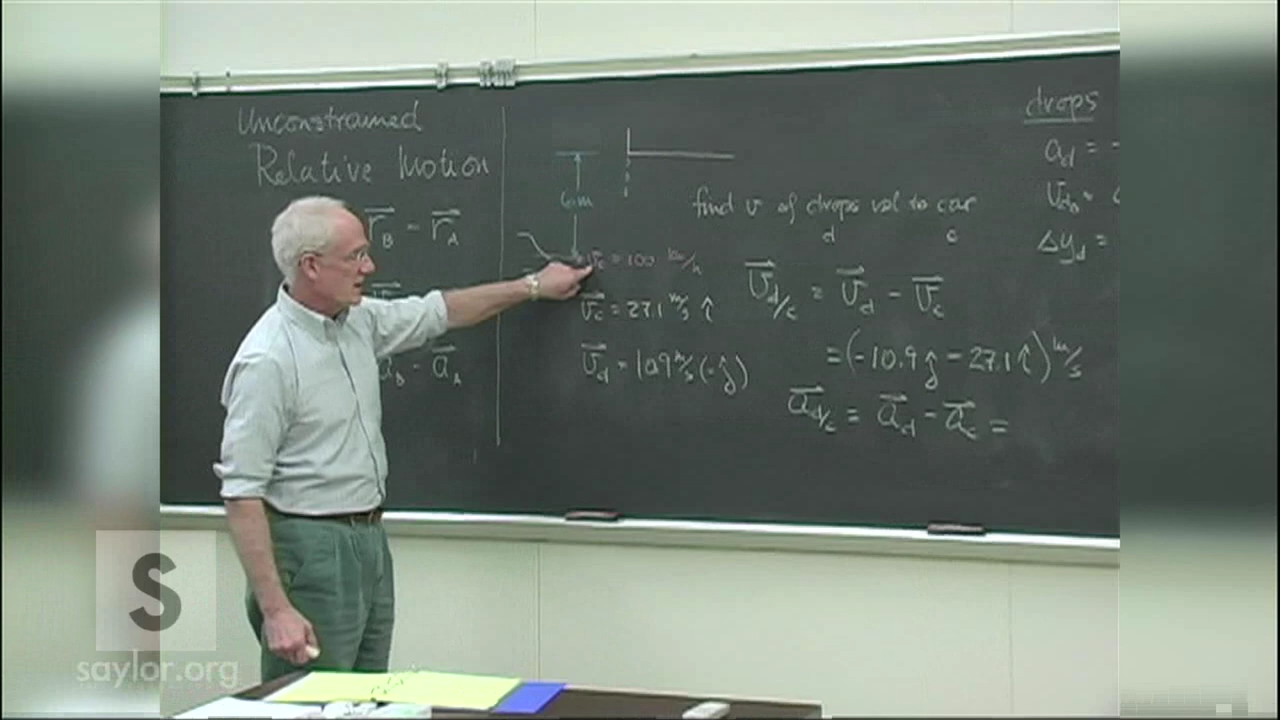 Unconstrained
Relative Motion
r_B - r_A
a_B - a_A
6m
find v of drops rel to car
d c
v_c = 100 km/h
v_c = 27.1 m/s î
v_d = 10.9 m/s (-ĵ)
v_d/c = v_d - v_c
= (-10.9 ĵ - 27.1 î) m/s
a_d/c = a_d - a_c =
drops
a_d = -
v_d0 =
Δy_d =
S
saylor.org